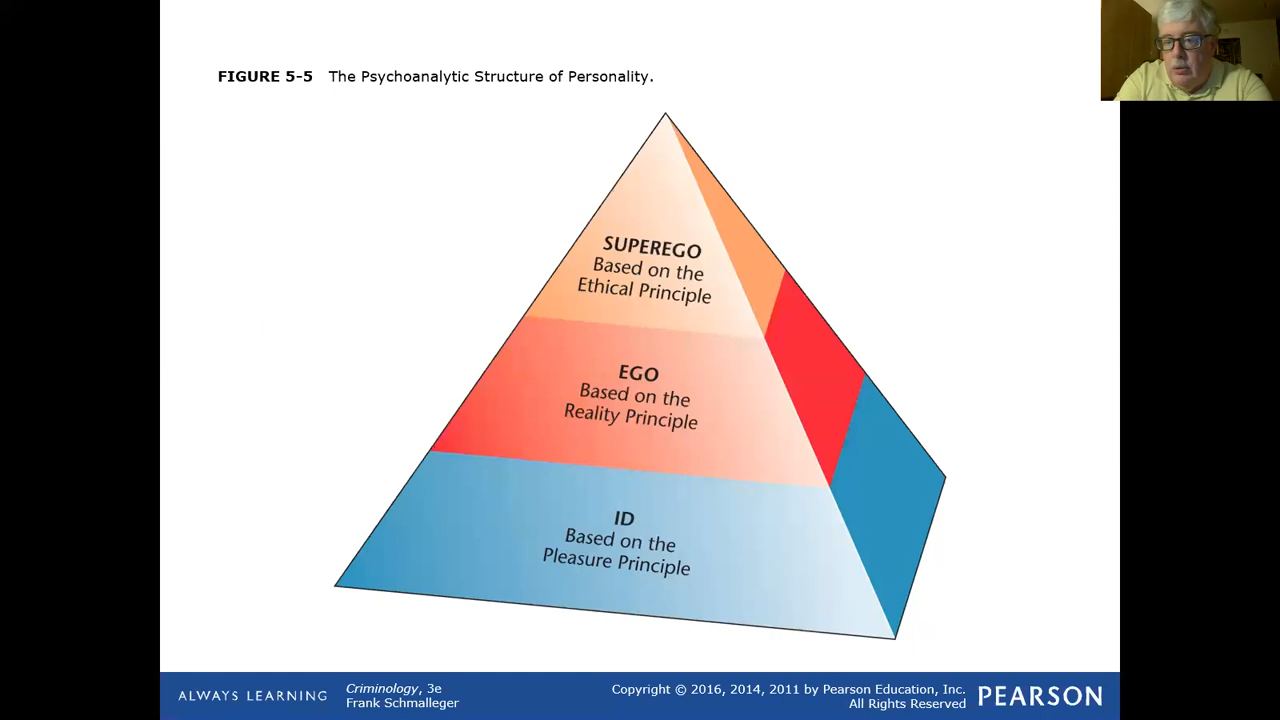 FIGURE 5-5 The Psychoanalytic Structure of Personality.
SUPEREGO
Based on the
Ethical Principle
EGO
Based on the
Reality Principle
ID
Based on the
Pleasure Principle
ALWAYS LEARNING
Criminology, 3e
Frank Schmalleger
Copyright © 2016, 2014, 2011 by Pearson Education, Inc.
All Rights Reserved
PEARSON